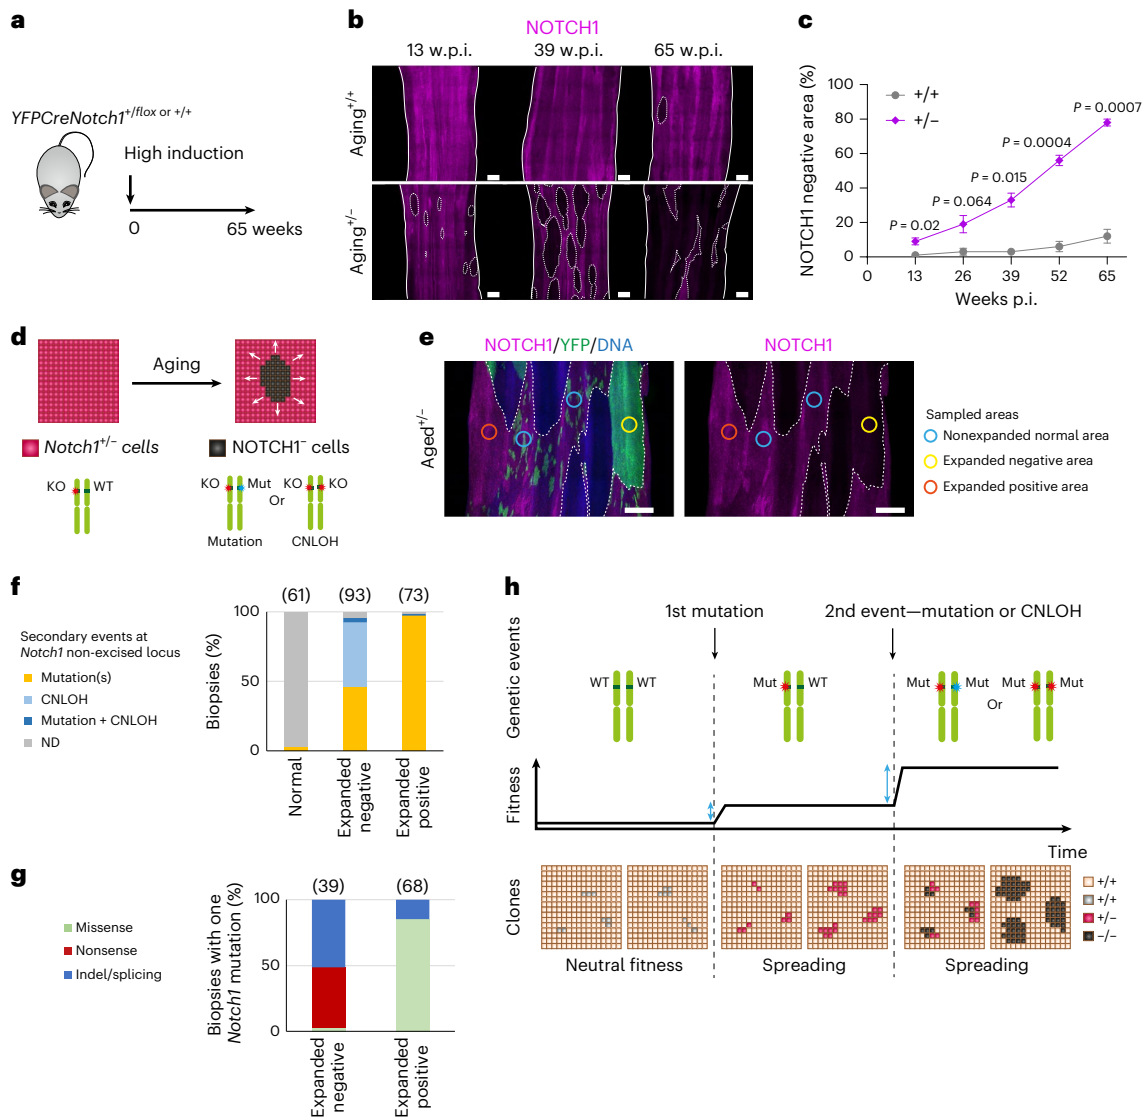 a
YFPCreNotch1+/flox or +/+
High induction
0
65 weeks
b
NOTCH1
13 w.p.i.
39 w.p.i.
65 w.p.i.
Aging+/+
Aging+/−
c
NOTCH1 negative area (%)
100
80
60
40
20
0
+/+
+/−
P = 0.02
P = 0.064
P = 0.015
P = 0.0004
P = 0.0007
0
13
26
39
52
65
Weeks p.i.
d
Aging
Notch1+/− cells
NOTCH1− cells
KO
WT
KO
Mut
Or
KO
KO
Mutation
CNLOH
e
NOTCH1/YFP/DNA
NOTCH1
Aged+/−
Sampled areas
Nonexpanded normal area
Expanded negative area
Expanded positive area
f
Secondary events at
Notch1 non-excised locus
Mutation(s)
CNLOH
Mutation + CNLOH
ND
Biopsies (%)
100
50
0
(61)
(93)
(73)
Normal
Expanded
negative
Expanded
positive
g
Missense
Nonsense
Indel/splicing
Biopsies with one
Notch1 mutation (%)
100
50
0
(39)
(68)
Expanded
negative
Expanded
positive
h
1st mutation
2nd event—mutation or CNLOH
Genetic events
WT
WT
Mut
WT
Mut
Mut
Or
Mut
Mut
Fitness
Time
Clones
+/+
+/+
+/−
−/−
Neutral fitness
Spreading
Spreading